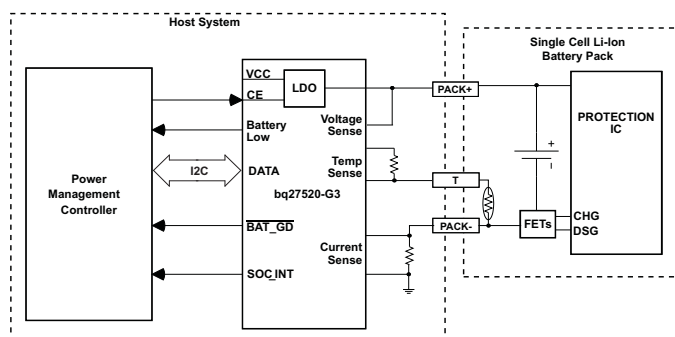 Host System
Single Cell Li-Ion
Battery Pack
Power
Management
Controller
VCC
CE
LDO
Battery
Low
Voltage
Sense
I2C
DATA
Temp
Sense
bq27520-G3
BAT_GD
Current
Sense
SOC_INT
PACK+
T
PACK-
PROTECTION
IC
+
FETs
CHG
DSG